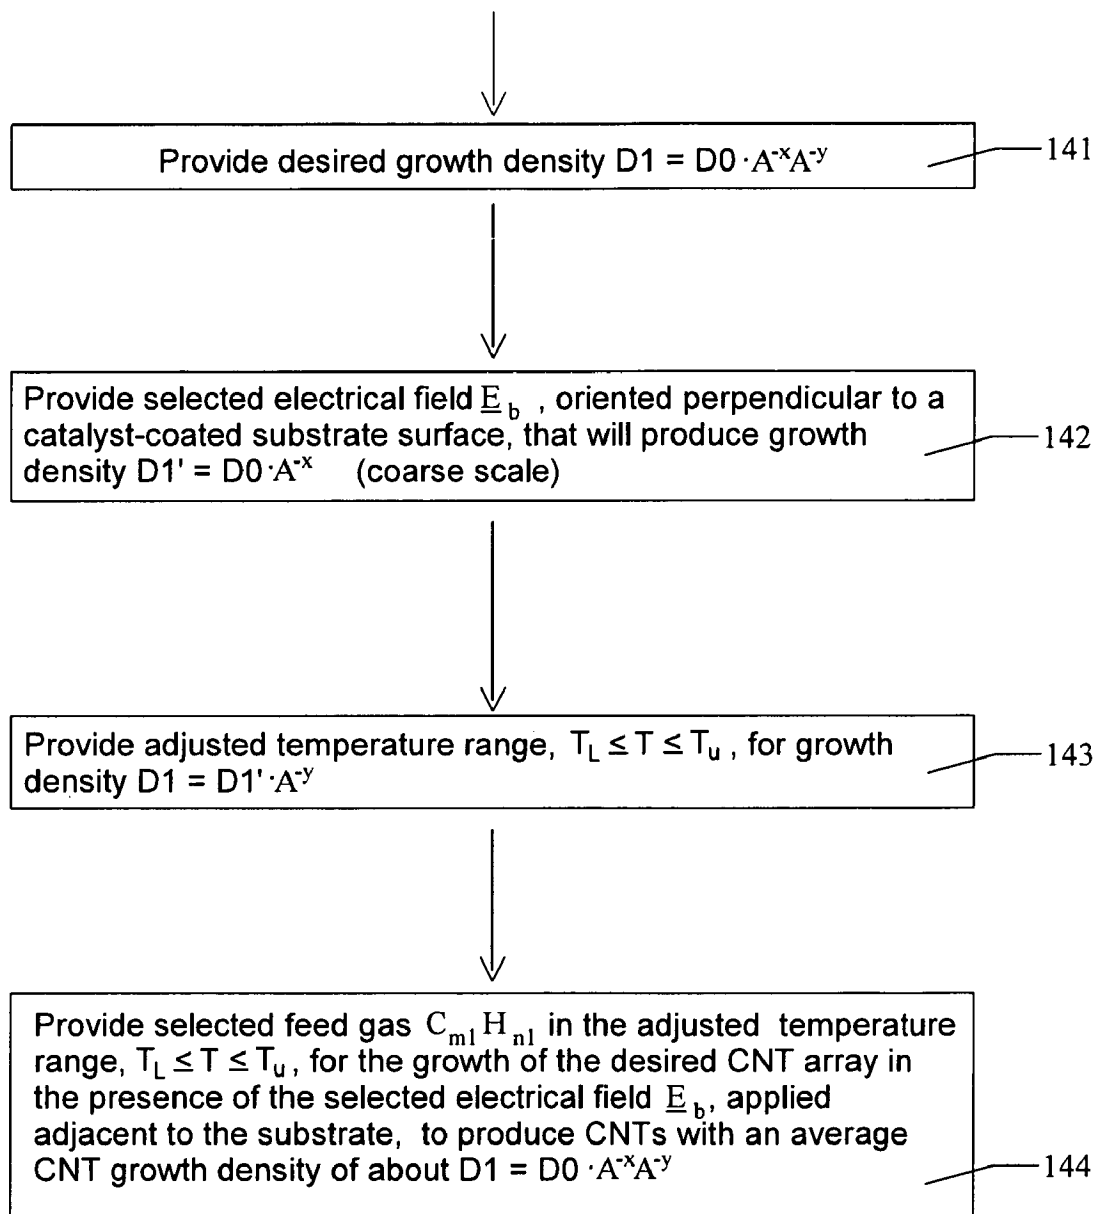 Provide desired growth density D1 = D0 ·A⁻ˣA⁻ʸ
141
Provide selected electrical field E̲ b , oriented perpendicular to a
catalyst-coated substrate surface, that will produce growth
density D1' = D0 ·A⁻ˣ (coarse scale)
142
Provide adjusted temperature range, T_L ≤ T ≤ T_u , for growth
density D1 = D1' ·A⁻ʸ
143
Provide selected feed gas C_m1 H_n1 in the adjusted temperature
range, T_L ≤ T ≤ T_u, for the growth of the desired CNT array in
the presence of the selected electrical field E̲ b, applied
adjacent to the substrate, to produce CNTs with an average
CNT growth density of about D1 = D0 ·A⁻ˣA⁻ʸ
144